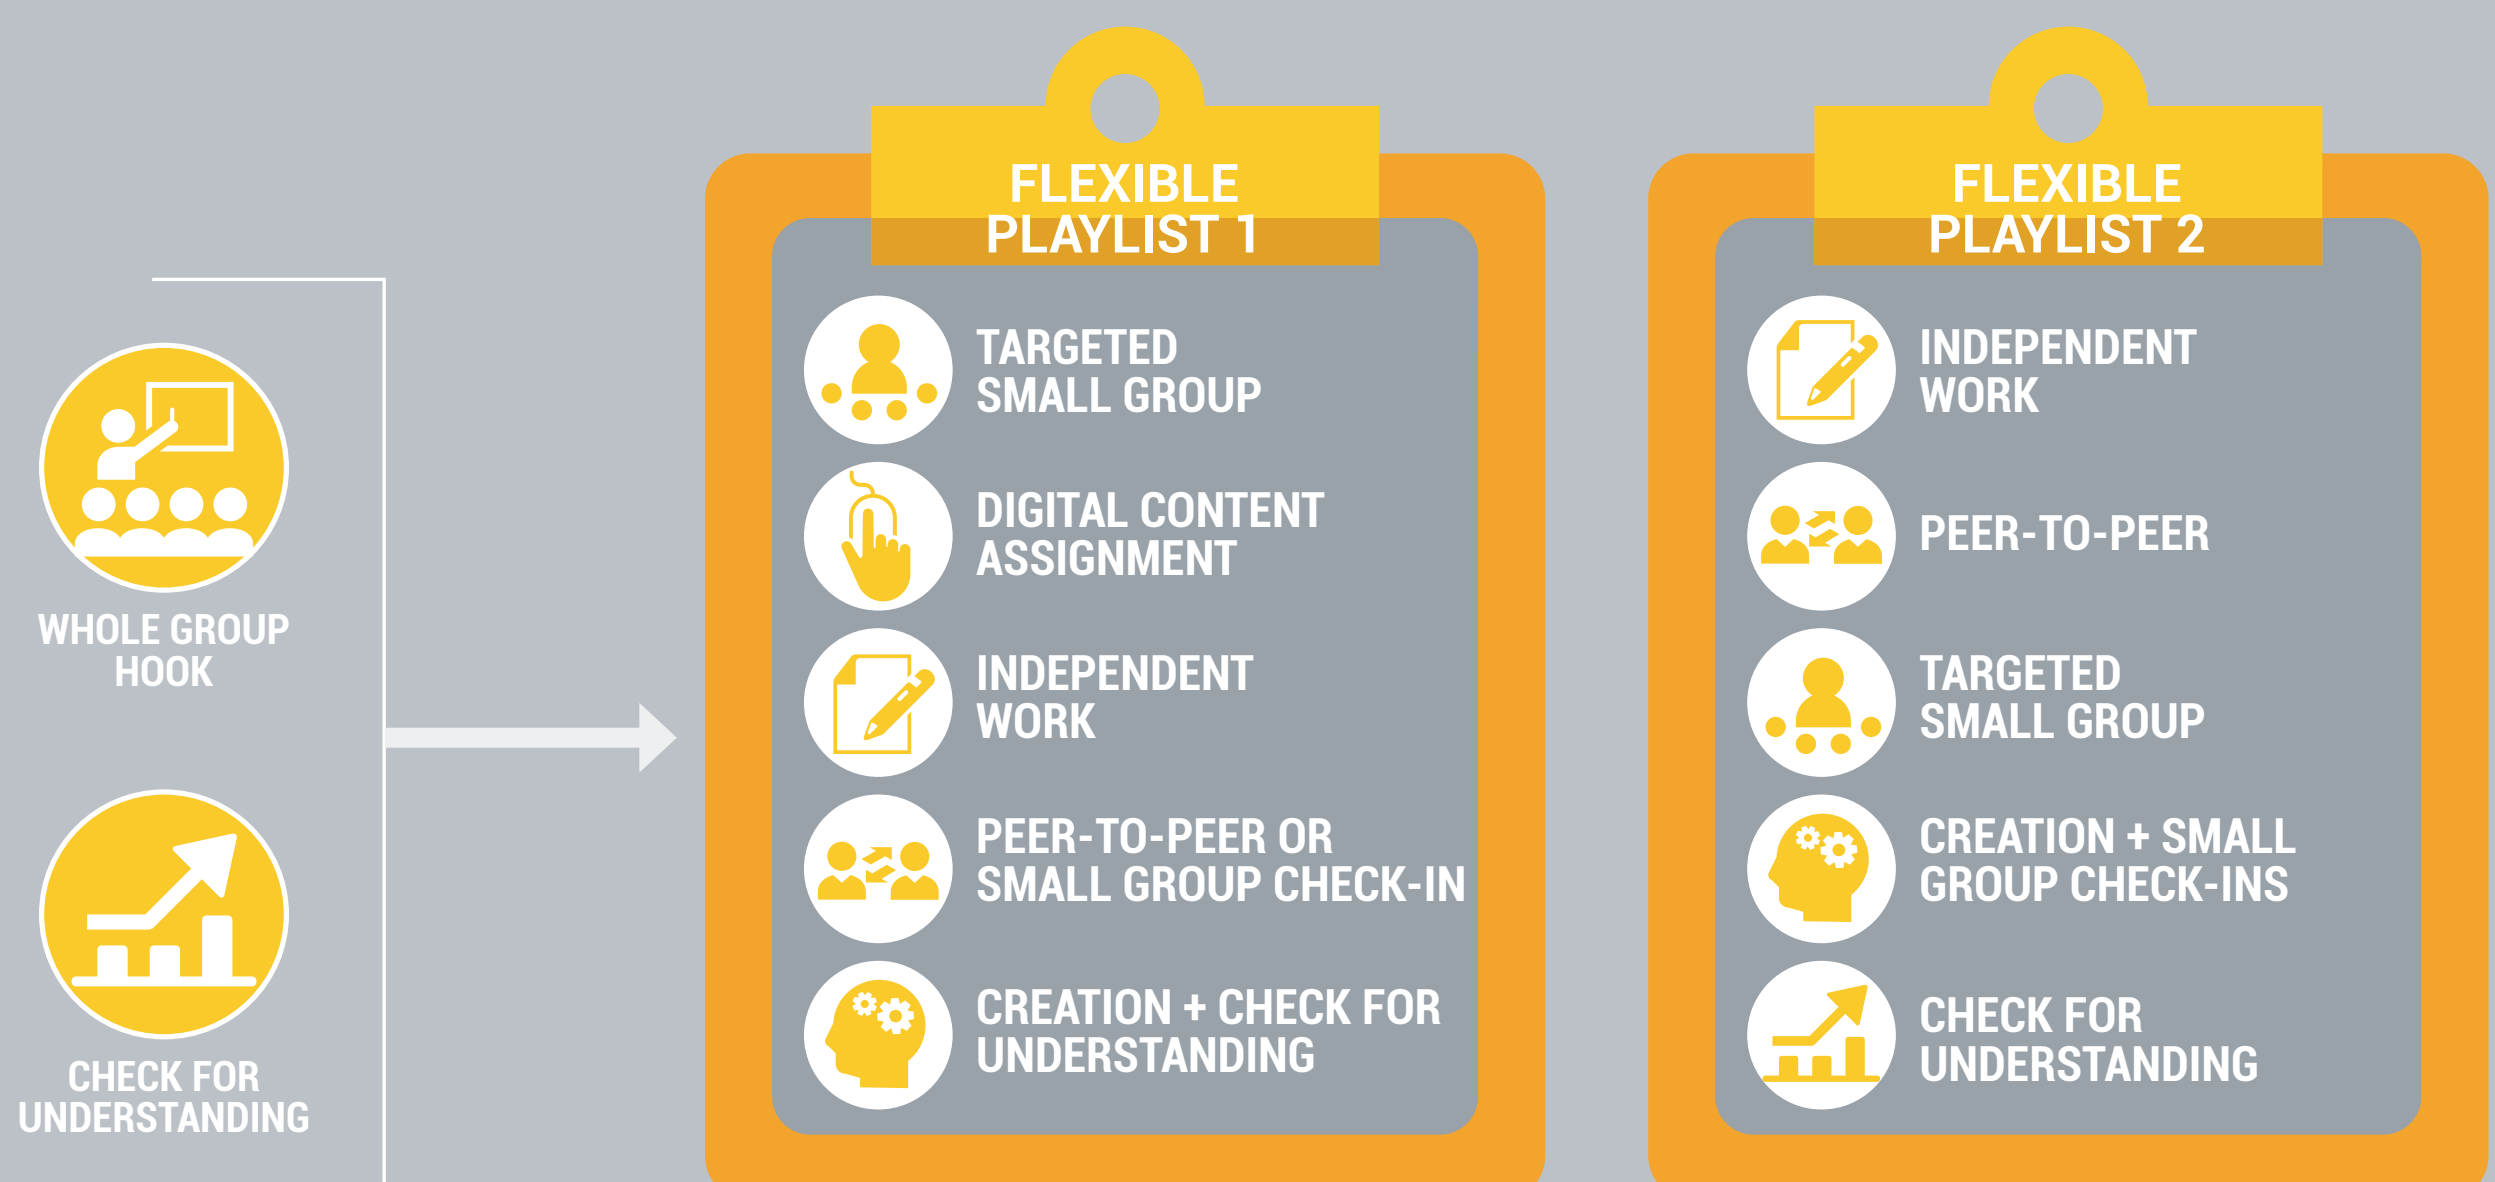 WHOLE GROUP
HOOK
CHECK FOR
UNDERSTANDING
FLEXIBLE
PLAYLIST 1
TARGETED
SMALL GROUP
DIGITAL CONTENT
ASSIGNMENT
INDEPENDENT
WORK
PEER-TO-PEER OR
SMALL GROUP CHECK-IN
CREATION + CHECK FOR
UNDERSTANDING
FLEXIBLE
PLAYLIST 2
INDEPENDENT
WORK
PEER-TO-PEER
TARGETED
SMALL GROUP
CREATION + SMALL
GROUP CHECK-INS
CHECK FOR
UNDERSTANDING